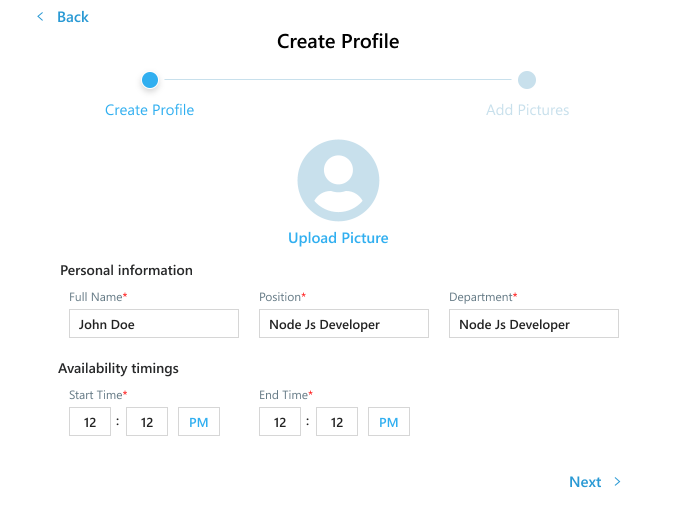 Back
Create Profile
Create Profile Add Pictures
Upload Picture
Personal information
Full Name* Position* Department*
John Doe Node Js Developer Node Js Developer
Availability timings
Start Time* End Time*
12 : 12 PM 12 : 12 PM
Next